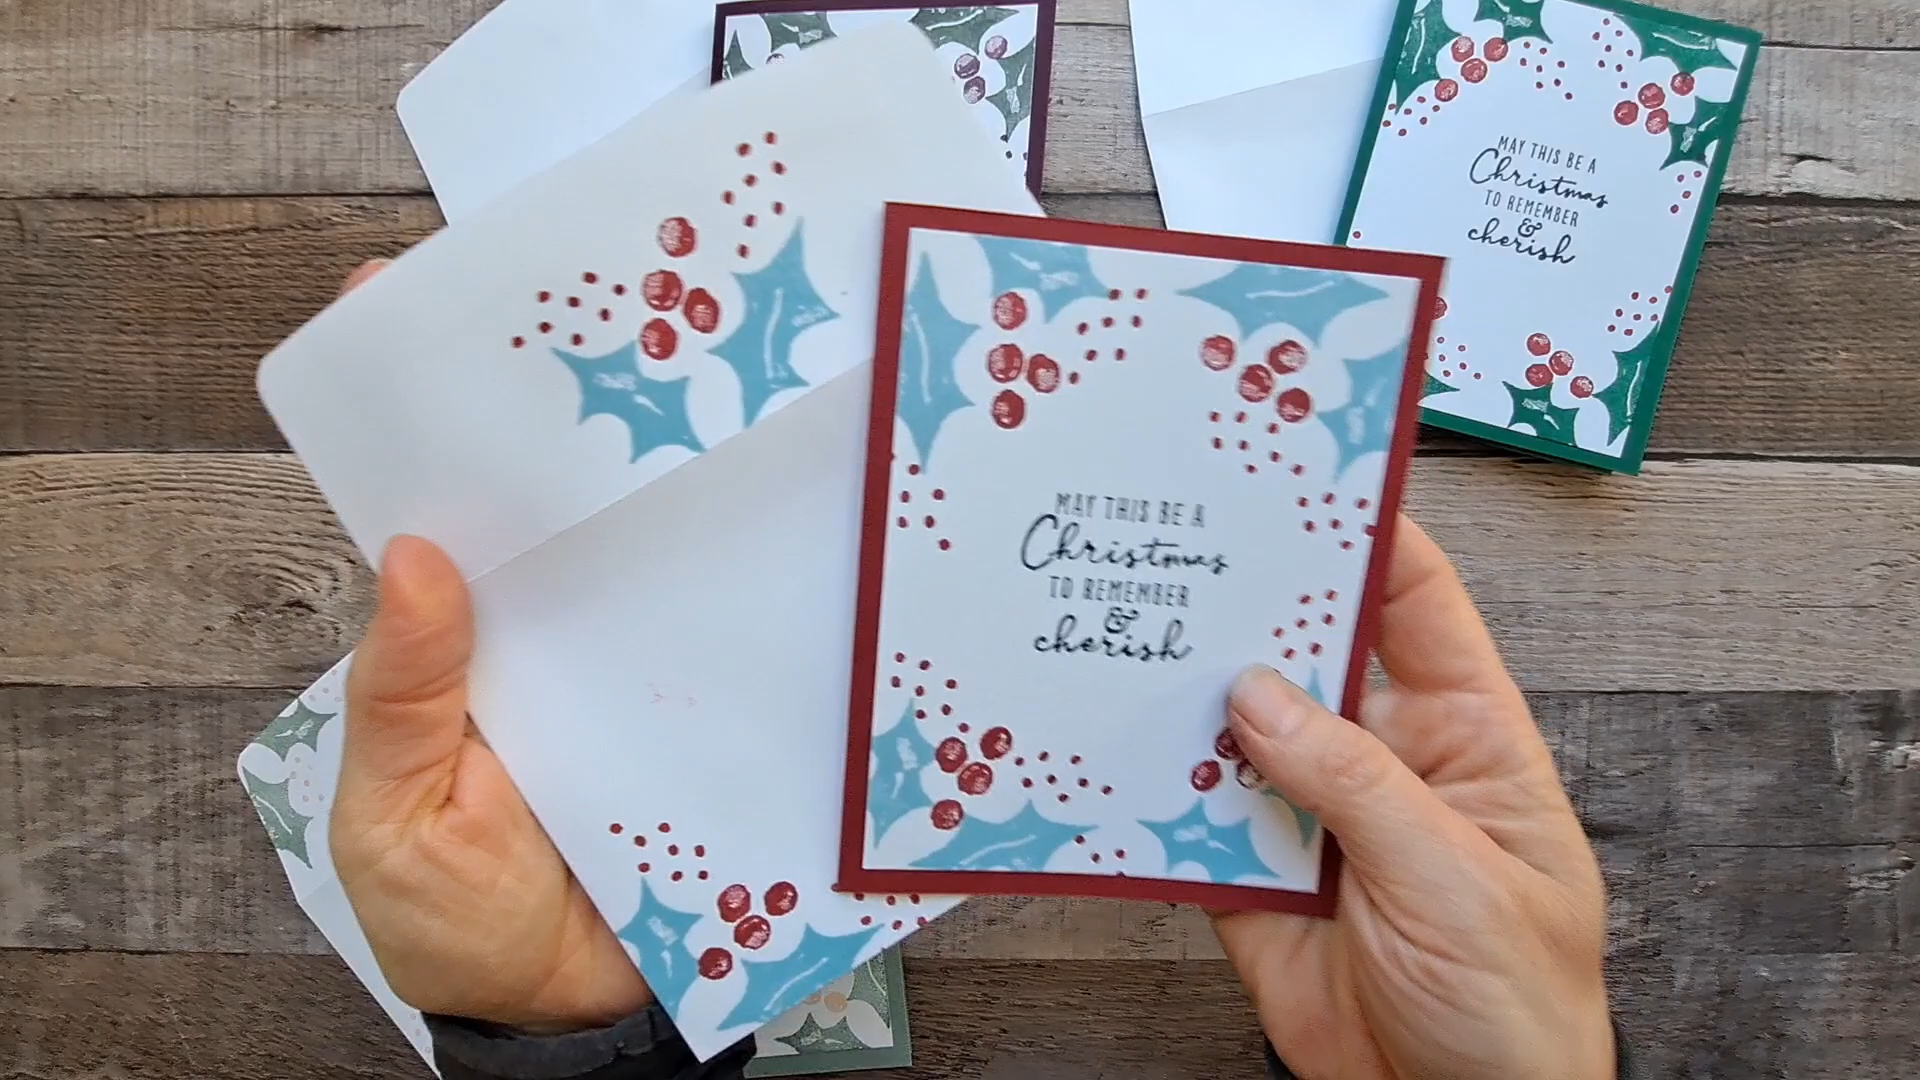 MAY THIS BE A
Christmas
TO REMEMBER
&
cherish
MAY THIS BE A
Christmas
TO REMEMBER
&
cherish